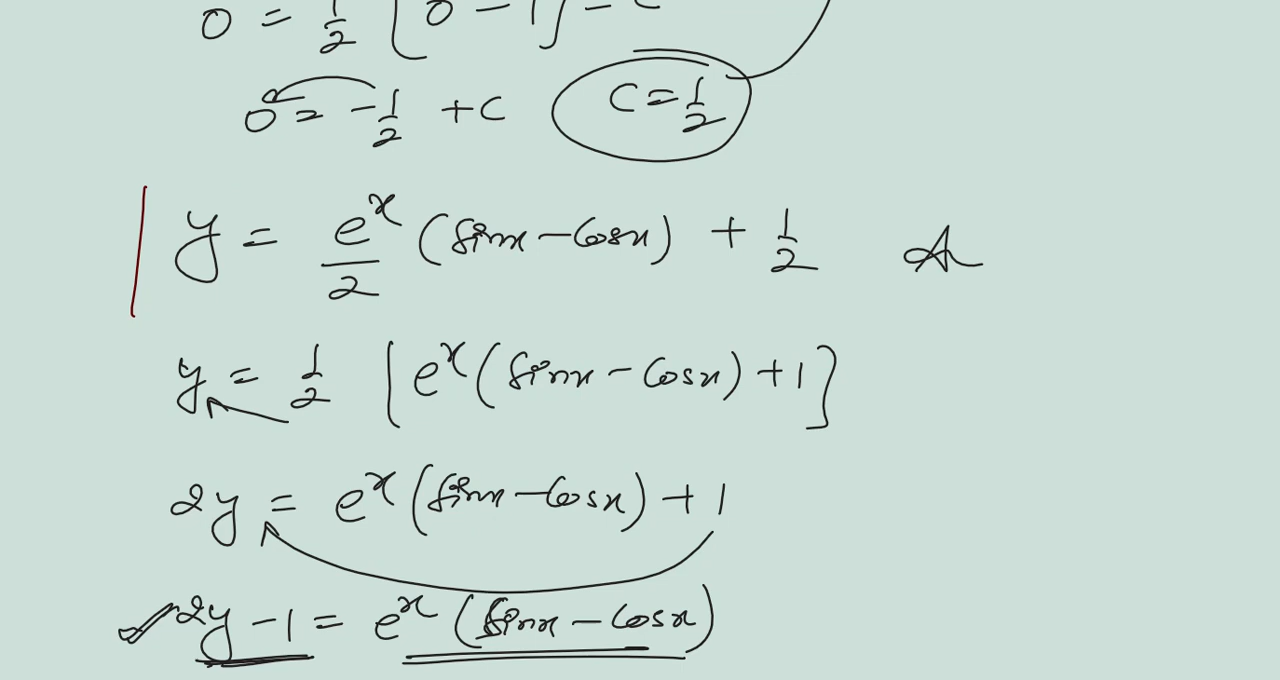 0 = 1/2 [0 - 1] - C
0 = -1/2 + C   C = 1/2
y = e^x/2 (sinx - cosx) + 1/2   A
y = 1/2 [e^x (sinx - cosx) + 1]
2y = e^x (sinx - cosx) + 1
2y - 1 = e^x (sinx - cosx)